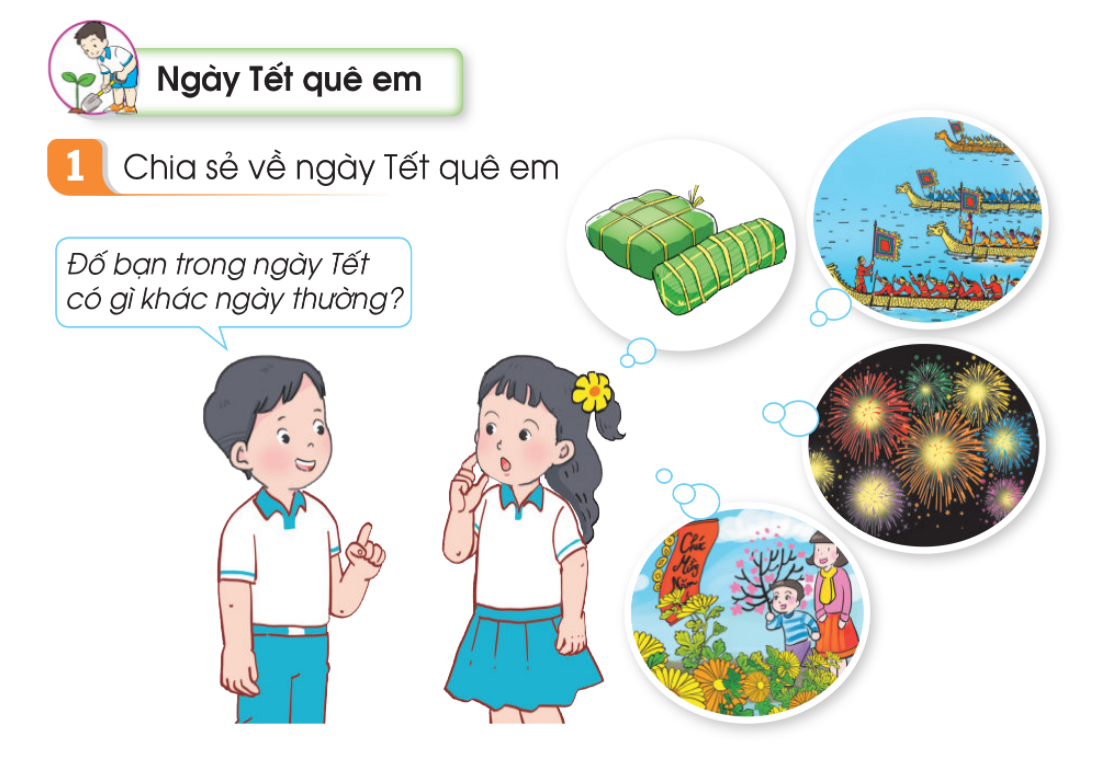 Ngày Tết quê em
1 Chia sẻ về ngày Tết quê em
Đố bạn trong ngày Tết
có gì khác ngày thường?
Chúc
Mừng
Năm